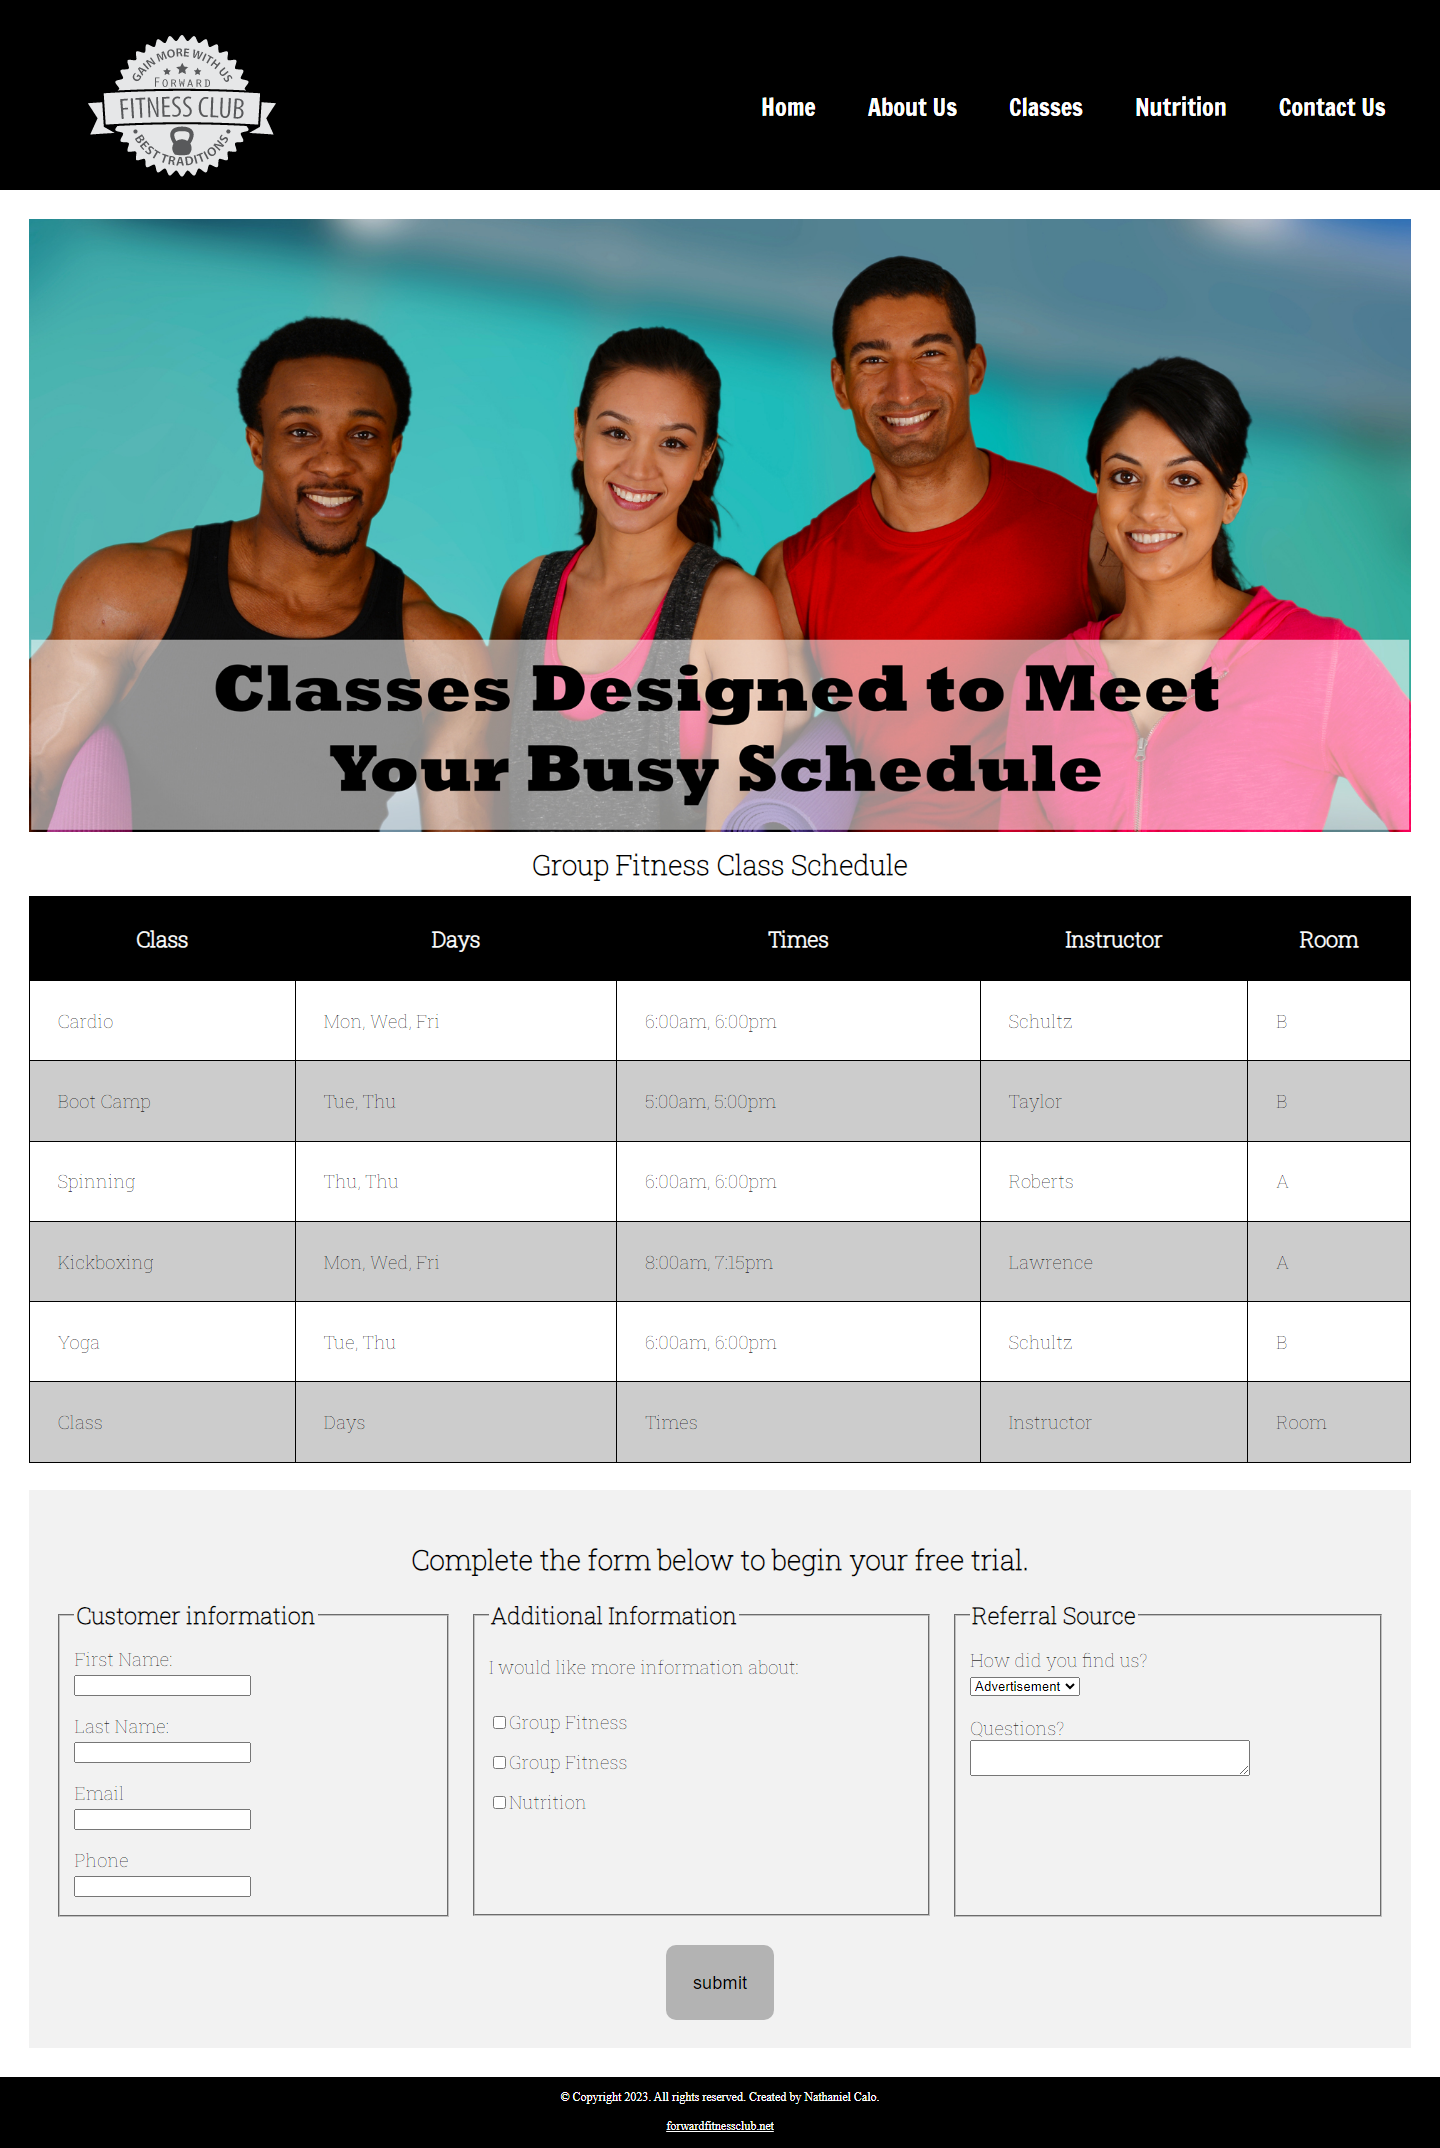 GAIN MORE WITH US
FORWARD
FITNESS CLUB
BEST TRADITIONS
Home About Us Classes Nutrition Contact Us
Classes Designed to Meet
Your Busy Schedule
Group Fitness Class Schedule
Class Days Times Instructor Room
Cardio Mon, Wed, Fri 6:00am, 6:00pm Schultz B
Boot Camp Tue, Thu 5:00am, 5:00pm Taylor B
Spinning Thu, Thu 6:00am, 6:00pm Roberts A
Kickboxing Mon, Wed, Fri 8:00am, 7:15pm Lawrence A
Yoga Tue, Thu 6:00am, 6:00pm Schultz B
Class Days Times Instructor Room
Complete the form below to begin your free trial.
Customer information
First Name:
Last Name:
Email
Phone
Additional Information
I would like more information about:
Group Fitness
Group Fitness
Nutrition
Referral Source
How did you find us?
Advertisement
Questions?
submit
© Copyright 2023. All rights reserved. Created by Nathaniel Calo.
forwardfitnessclub.net